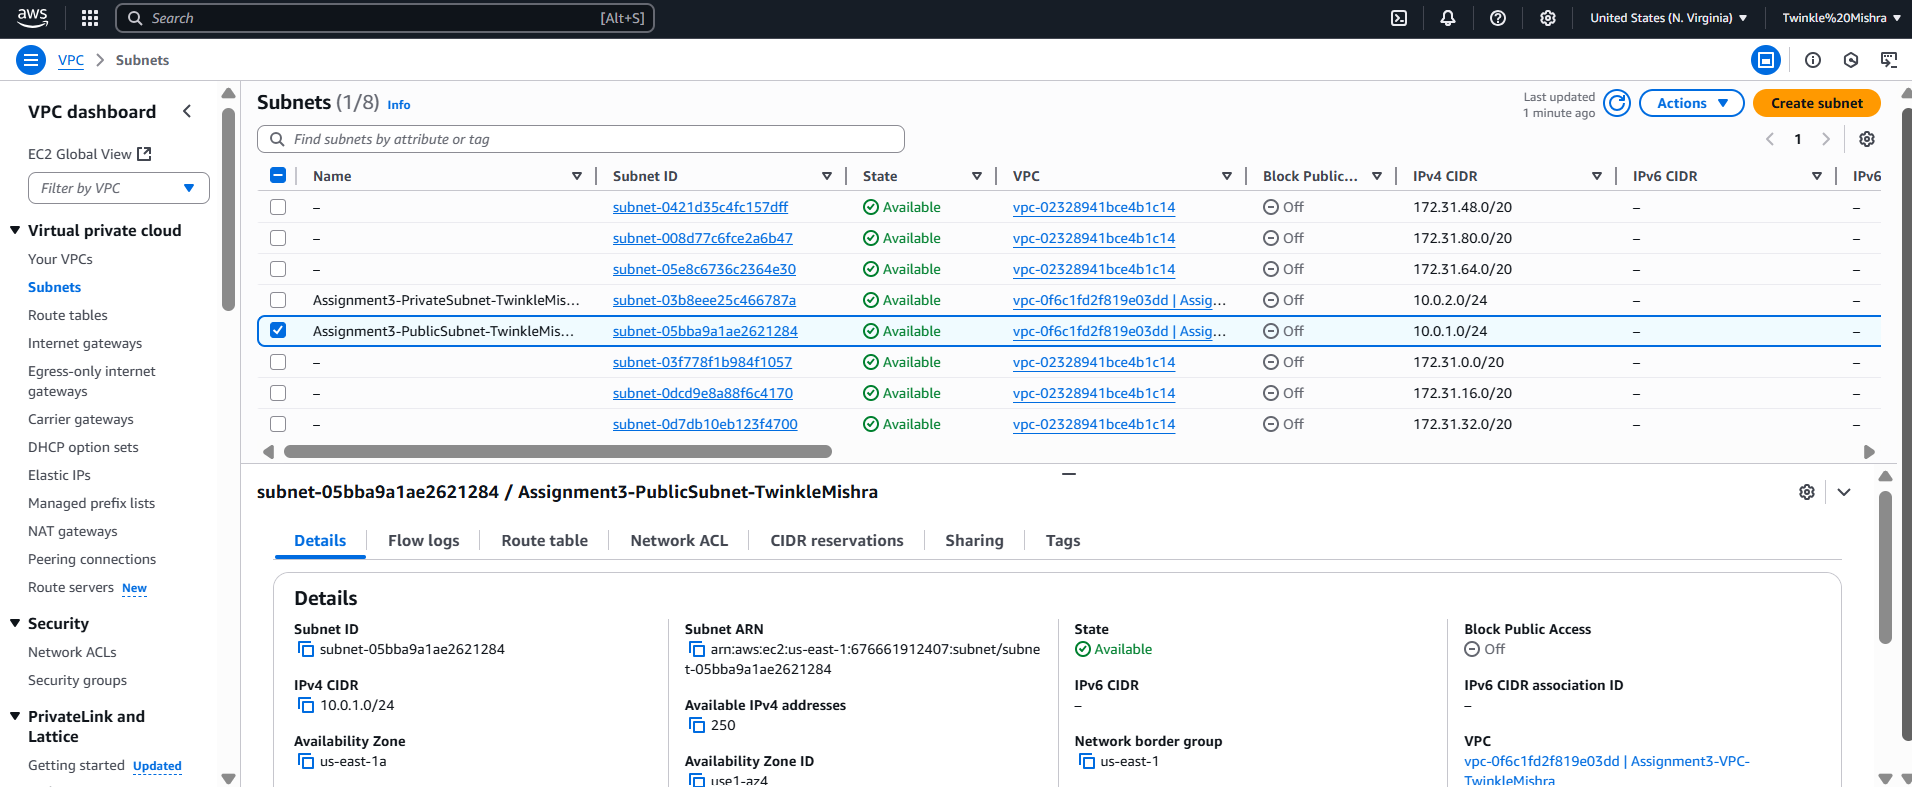 aws Search [Alt+S] United States (N. Virginia) Twinkle%20Mishra
VPC Subnets
VPC dashboard
EC2 Global View
Filter by VPC
Virtual private cloud
Your VPCs
Subnets
Route tables
Internet gateways
Egress-only internet
gateways
Carrier gateways
DHCP option sets
Elastic IPs
Managed prefix lists
NAT gateways
Peering connections
Route servers New
Security
Network ACLs
Security groups
PrivateLink and
Lattice
Getting started Updated
Subnets (1/8) Info
Last updated
1 minute ago
Actions
Create subnet
Find subnets by attribute or tag
1
Name Subnet ID State VPC Block Public... IPv4 CIDR IPv6 CIDR IPv6
– subnet-0421d35c4fc157dff Available vpc-02328941bce4b1c14 Off 172.31.48.0/20 – –
– subnet-008d77c6fce2a6b47 Available vpc-02328941bce4b1c14 Off 172.31.80.0/20 – –
– subnet-05e8c6736c2364e30 Available vpc-02328941bce4b1c14 Off 172.31.64.0/20 – –
Assignment3-PrivateSubnet-TwinkleMis... subnet-03b8eee25c466787a Available vpc-0f6c1fd2f819e03dd | Assig... Off 10.0.2.0/24 – –
Assignment3-PublicSubnet-TwinkleMis... subnet-05bba9a1ae2621284 Available vpc-0f6c1fd2f819e03dd | Assig... Off 10.0.1.0/24 – –
– subnet-03f778f1b984f1057 Available vpc-02328941bce4b1c14 Off 172.31.0.0/20 – –
– subnet-0dcd9e8a88f6c4170 Available vpc-02328941bce4b1c14 Off 172.31.16.0/20 – –
– subnet-0d7db10eb123f4700 Available vpc-02328941bce4b1c14 Off 172.31.32.0/20 – –
subnet-05bba9a1ae2621284 / Assignment3-PublicSubnet-TwinkleMishra
Details Flow logs Route table Network ACL CIDR reservations Sharing Tags
Details
Subnet ID
subnet-05bba9a1ae2621284
IPv4 CIDR
10.0.1.0/24
Availability Zone
us-east-1a
Subnet ARN
arn:aws:ec2:us-east-1:676661912407:subnet/subne
t-05bba9a1ae2621284
Available IPv4 addresses
250
Availability Zone ID
use1-az4
State
Available
IPv6 CIDR
–
Network border group
us-east-1
Block Public Access
Off
IPv6 CIDR association ID
–
VPC
vpc-0f6c1fd2f819e03dd | Assignment3-VPC-
TwinkleMishra